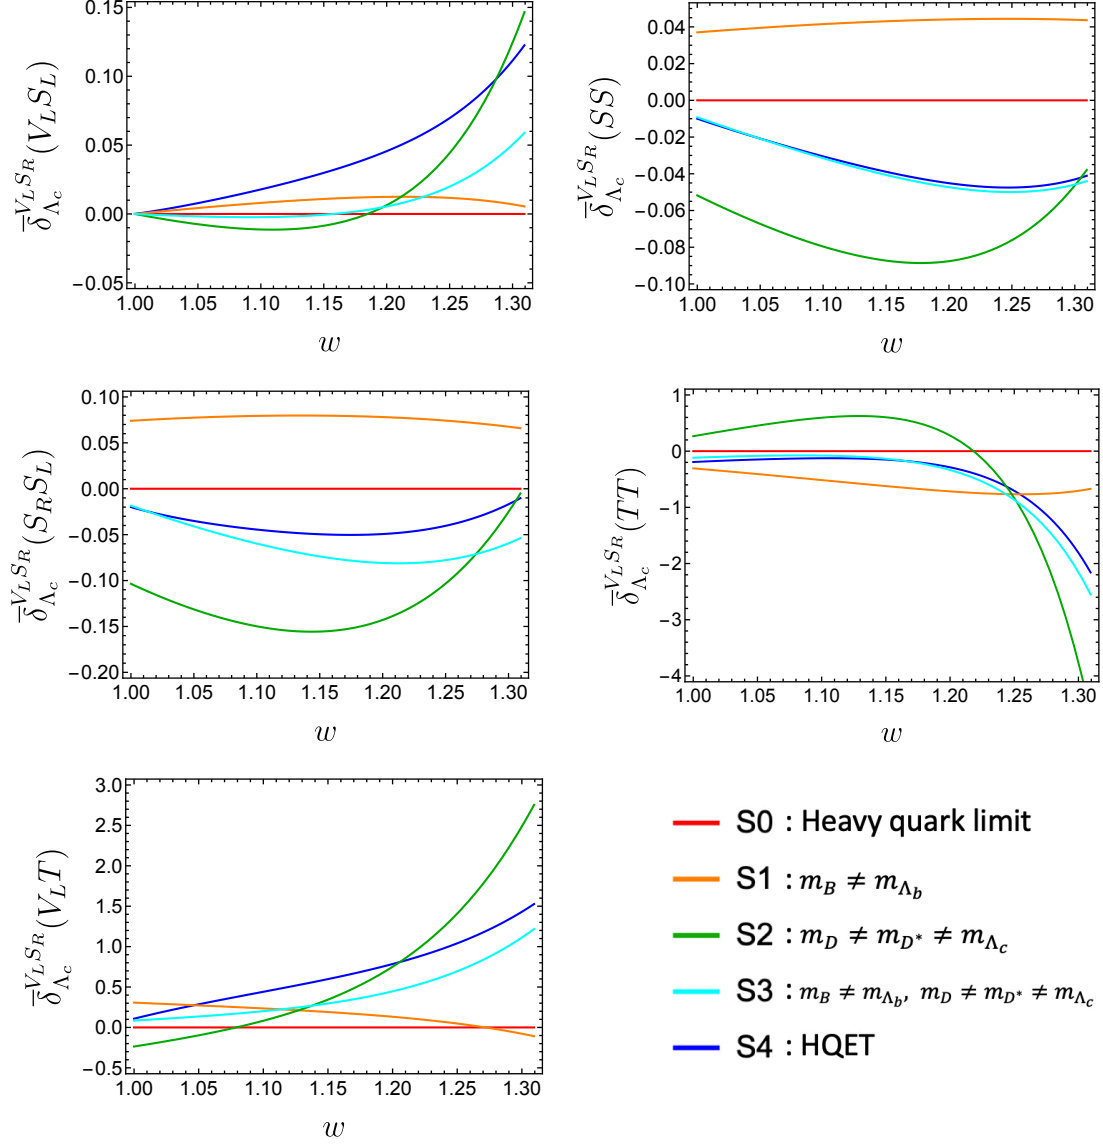 0.15
0.10
0.05
0.00
−0.05
1.00 1.05 1.10 1.15 1.20 1.25 1.30
w
δ̅_{Λ_c}^{V_L S_R}(V_L S_L)
0.04
0.02
0.00
−0.02
−0.04
−0.06
−0.08
−0.10
1.00 1.05 1.10 1.15 1.20 1.25 1.30
w
δ̅_{Λ_c}^{V_L S_R}(SS)
0.10
0.05
0.00
−0.05
−0.10
−0.15
−0.20
1.00 1.05 1.10 1.15 1.20 1.25 1.30
w
δ̅_{Λ_c}^{V_L S_R}(S_R S_L)
1
0
−1
−2
−3
−4
1.00 1.05 1.10 1.15 1.20 1.25 1.30
w
δ̅_{Λ_c}^{V_L S_R}(TT)
3.0
2.5
2.0
1.5
1.0
0.5
0.0
−0.5
1.00 1.05 1.10 1.15 1.20 1.25 1.30
w
δ̅_{Λ_c}^{V_L S_R}(V_L T)
S0 : Heavy quark limit
S1 : m_B ≠ m_{Λ_b}
S2 : m_D ≠ m_{D*} ≠ m_{Λ_c}
S3 : m_B ≠ m_{Λ_b}, m_D ≠ m_{D*} ≠ m_{Λ_c}
S4 : HQET